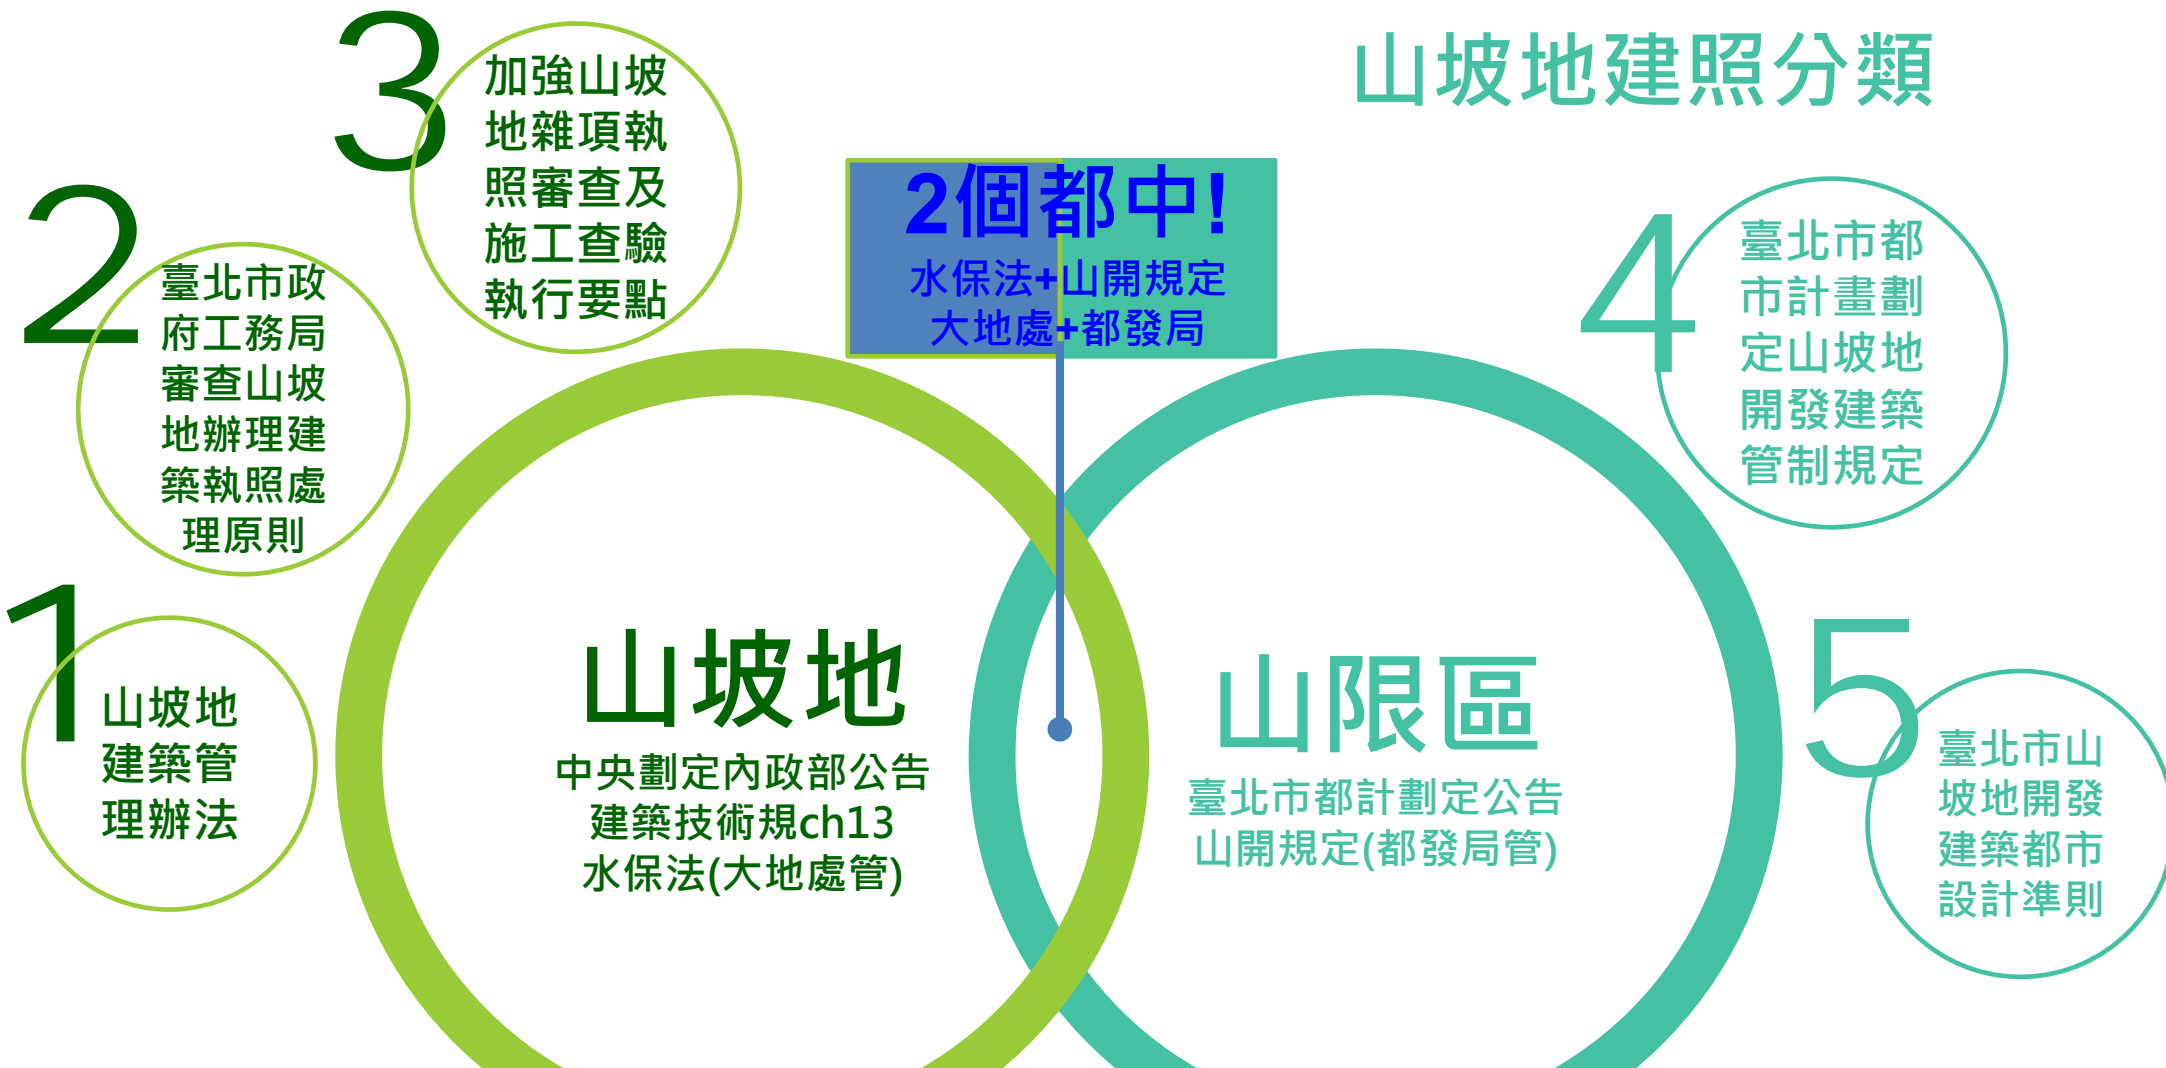 山坡地建照分類
3
加強山坡
地雜項執
照審查及
施工查驗
執行要點
2
臺北市政
府工務局
審查山坡
地辦理建
築執照處
理原則
1
山坡地
建築管
理辦法
2個都中!
水保法+山開規定
大地處+都發局
山坡地
中央劃定內政部公告
建築技術規ch13
水保法(大地處管)
山限區
臺北市都計劃定公告
山開規定(都發局管)
4
臺北市都
市計畫劃
定山坡地
開發建築
管制規定
5
臺北市山
坡地開發
建築都市
設計準則